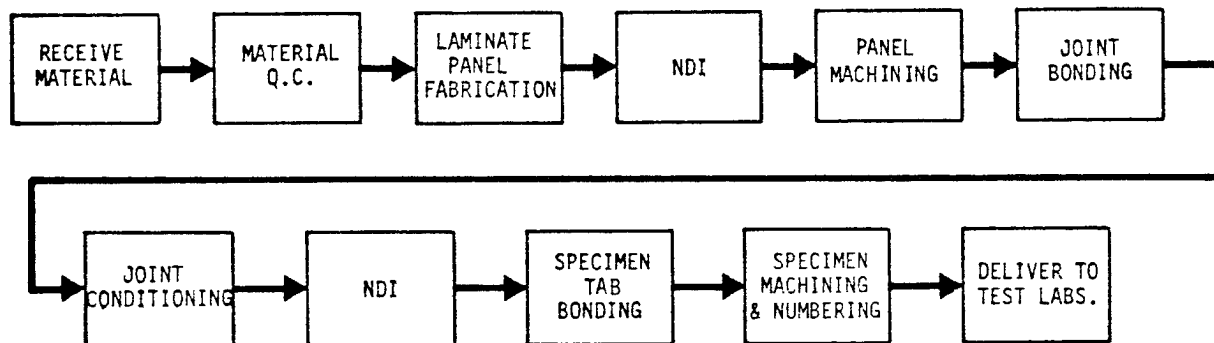 RECEIVE
MATERIAL
MATERIAL
Q.C.
LAMINATE
PANEL
FABRICATION
NDI
PANEL
MACHINING
JOINT
BONDING
JOINT
CONDITIONING
NDI
SPECIMEN
TAB
BONDING
SPECIMEN
MACHINING
& NUMBERING
DELIVER TO
TEST LABS.